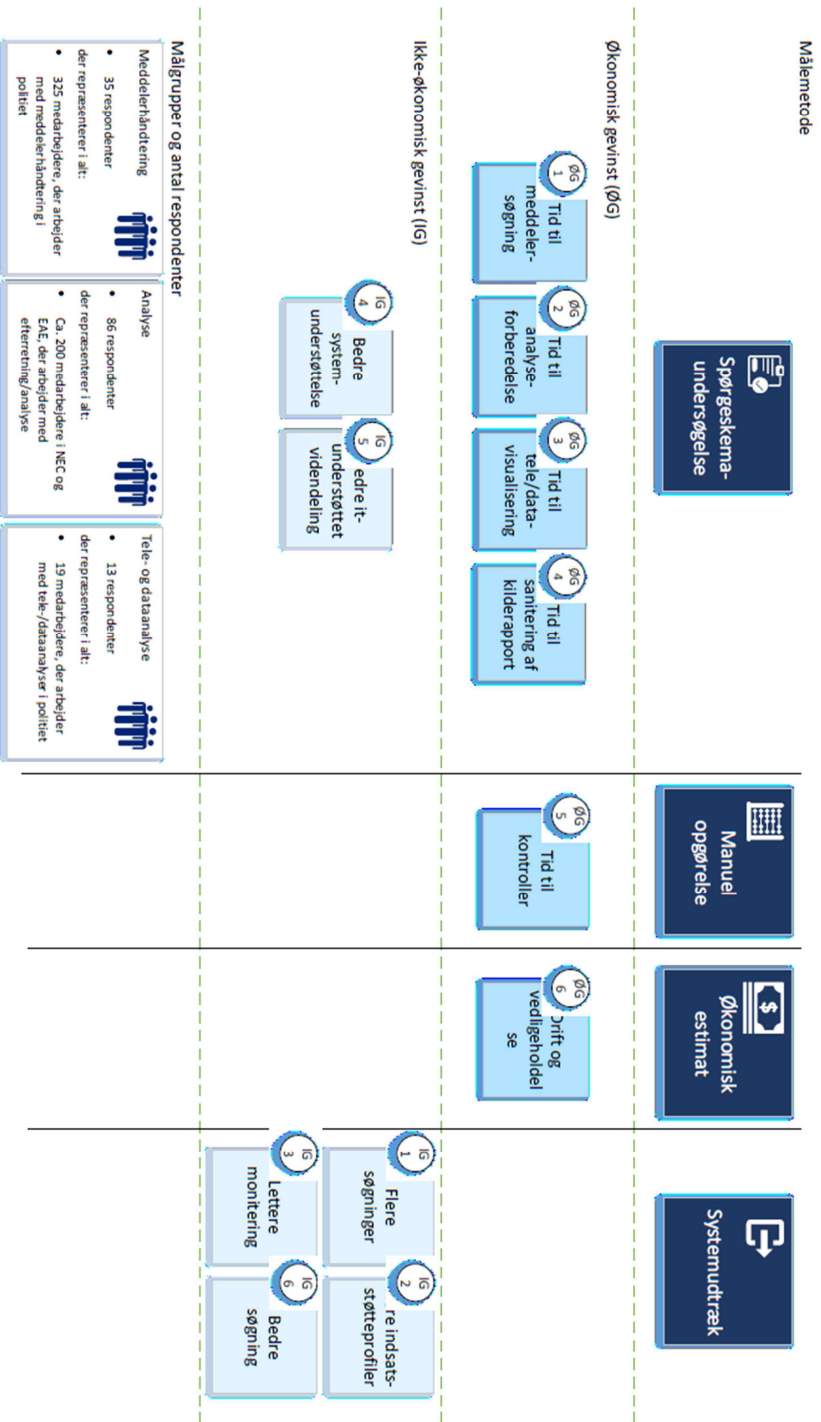 Målemetode
Spørgeskema-
undersøgelse
Manuel
opgørelse
Økonomisk
estimat
Systemudtræk
Økonomisk gevinst (ØG)
ØG
1
Tid til
meddeler-
søgning
ØG
2
Tid til
analyse-
forberedelse
ØG
3
Tid til
tele/data-
visualisering
ØG
4
Tid til
sanitering af
kilderapport
ØG
5
Tid til
kontroller
ØG
6
Drift og
vedligeholdel
se
Ikke-økonomisk gevinst (IG)
IG
4
Bedre
system-
understøttelse
IG
5
edre it-
understøttet
videndeling
IG
1
Flere
søgninger
IG
2
re indsats-
støtteprofiler
IG
3
Lettere
monitering
IG
6
Bedre
søgning
Målgrupper og antal respondenter
Meddelerhåndtering
• 35 respondenter
der repræsenterer i alt:
• 325 medarbejdere, der arbejder
med meddelerhåndtering i
politiet
Analyse
• 86 respondenter
der repræsenterer i alt:
• Ca. 200 medarbejdere i NEC og
EAE, der arbejder med
efterretning/analyse
Tele- og dataanalyse
• 13 respondenter
der repræsenterer i alt:
• 19 medarbejdere, der arbejder
med tele-/dataanalyser i politiet